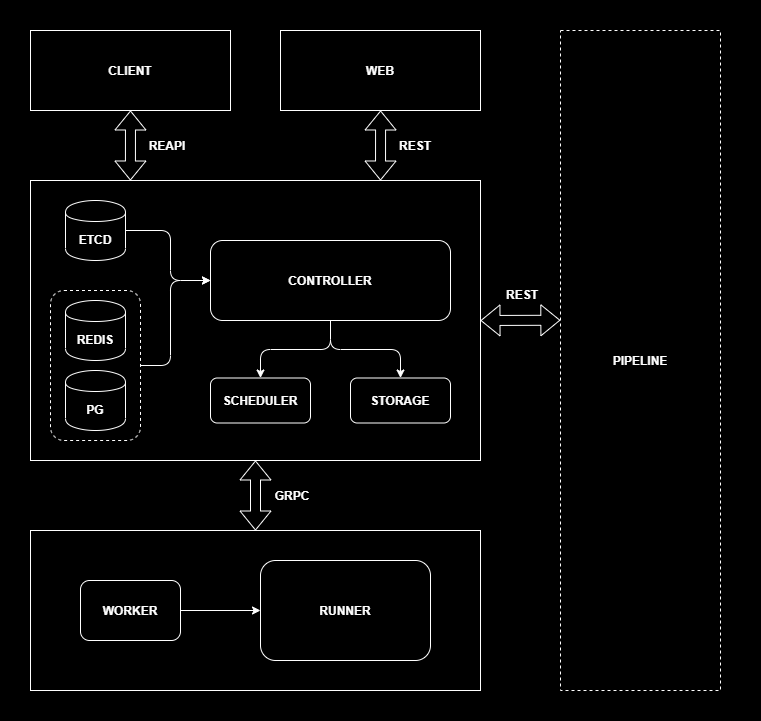 CLIENT
WEB
REAPI
REST
ETCD
CONTROLLER
REST
REDIS
PIPELINE
SCHEDULER
STORAGE
PG
GRPC
WORKER
RUNNER